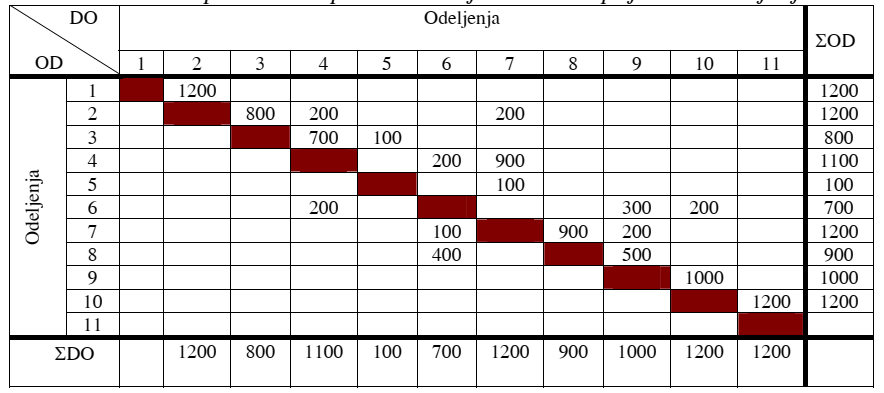 DO Odeljenja ΣOD
OD 1 2 3 4 5 6 7 8 9 10 11
Odeljenja
1 1200 1200
2 800 200 200 1200
3 700 100 800
4 200 900 1100
5 100 100
6 200 300 200 700
7 100 900 200 1200
8 400 500 900
9 1000 1000
10 1200 1200
11
ΣDO 1200 800 1100 100 700 1200 900 1000 1200 1200